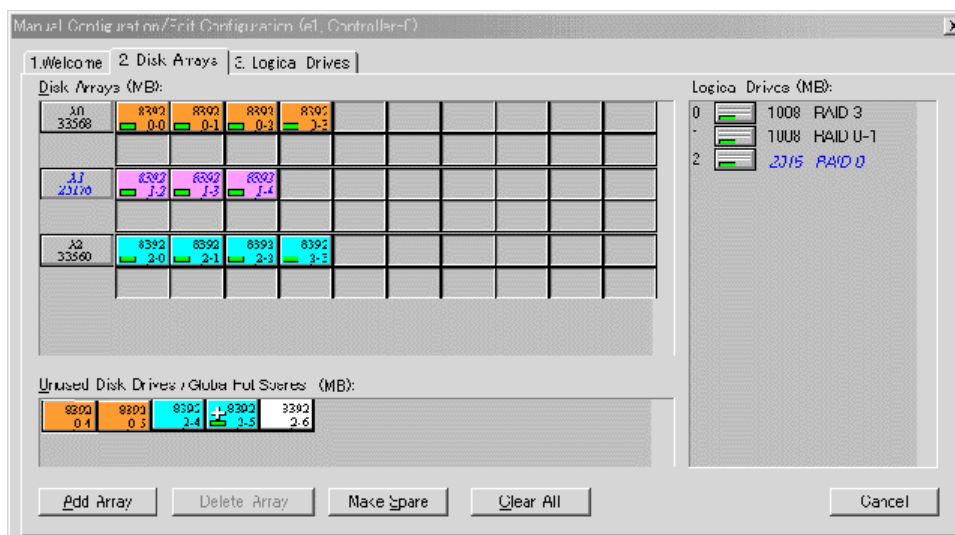 Manual Configuration/Edit Configuration (e1, Controller=0)
1.Welcome 2. Disk Arrays 3. Logical Drives
Disk Arrays (MB):
A0
33568
8392 8392 8392 8392
0-0 0-1 0-2 0-3
8392 8392 8392
1-2 1-3 1-4
A2
33560
8392 8392 8392 8392
2-0 2-1 2-2 2-3
Unused Disk Drives / Global Hot Spares (MB):
8392 8392 8392 8392
0-4 0-5 2-4 2-5 2-6
Logical Drives (MB):
0 1008 RAID 3
1008 RAID 0-1
2 2016 RAID 0
Add Array Delete Array Make Spare Clear All Cancel